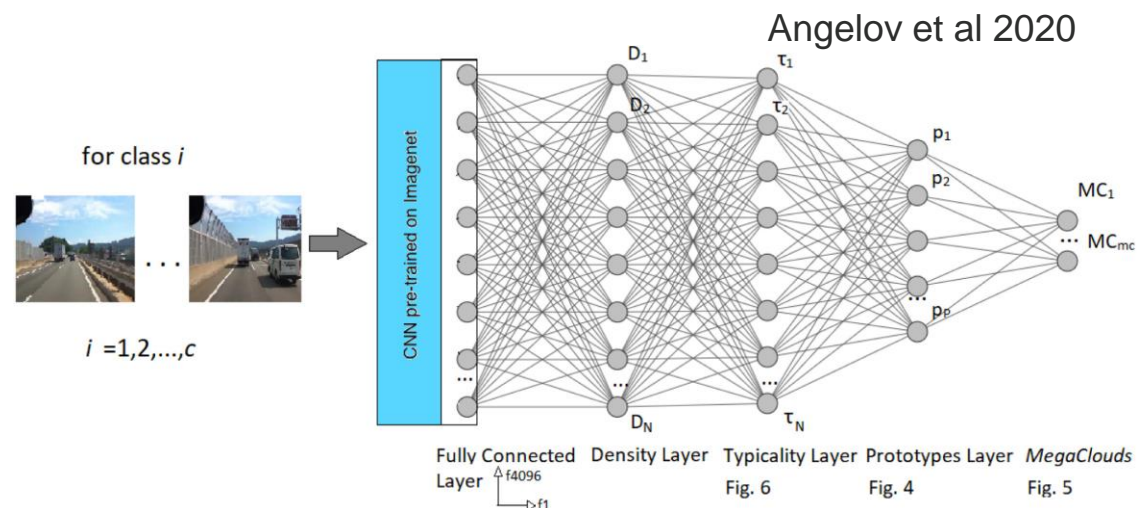 Angelov et al 2020
for class i
. . .
i =1,2,...,c
CNN pre-trained on Imagenet
...
D1
D2
...
DN
τ1
τ2
...
τN
p1
p2
...
pP
MC1
...
MCmc
Fully Connected Layer
f4096
f1
Density Layer
Typicality Layer
Fig. 6
Prototypes Layer
Fig. 4
MegaClouds
Fig. 5